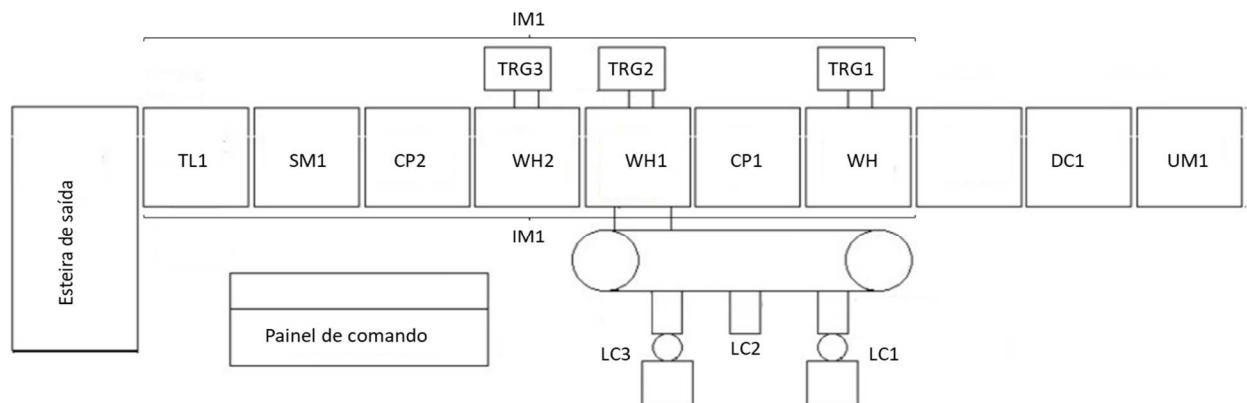 IM1
TRG3
TRG2
TRG1
TL1
SM1
CP2
WH2
WH1
CP1
WH
DC1
UM1
Esteira de saída
IM1
Painel de comando
LC3
LC2
LC1